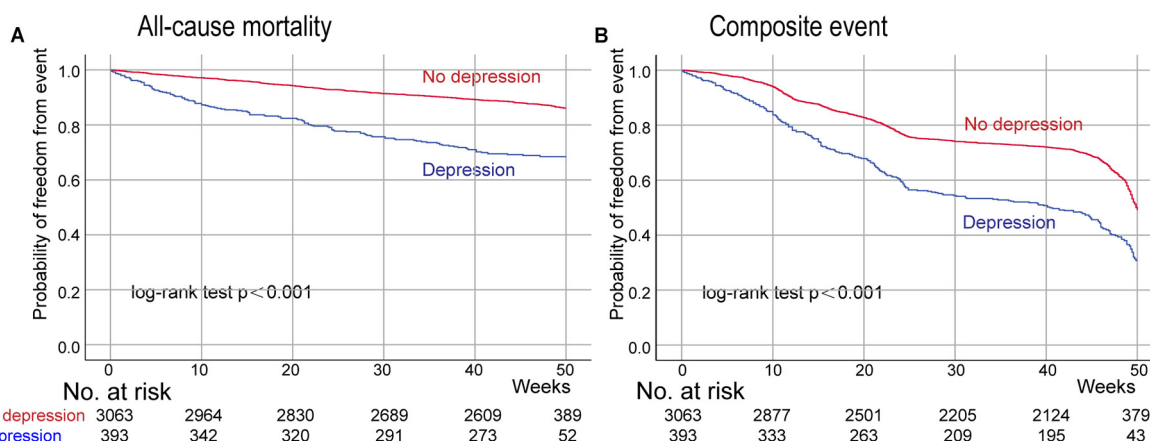 A
All-cause mortality
Probability of freedom from event
1.0
0.8
0.6
0.4
0.2
0.0
No depression
Depression
log-rank test p<0.001
0 10 20 30 40 50
Weeks
No. at risk
depression 3063 2964 2830 2689 2609 389
pression 393 342 320 291 273 52
B
Composite event
Probability of freedom from event
1.0
0.8
0.6
0.4
0.2
0.0
No depression
Depression
log-rank test p<0.001
0 10 20 30 40 50
Weeks
No. at risk
3063 2877 2501 2205 2124 379
393 333 263 209 195 43